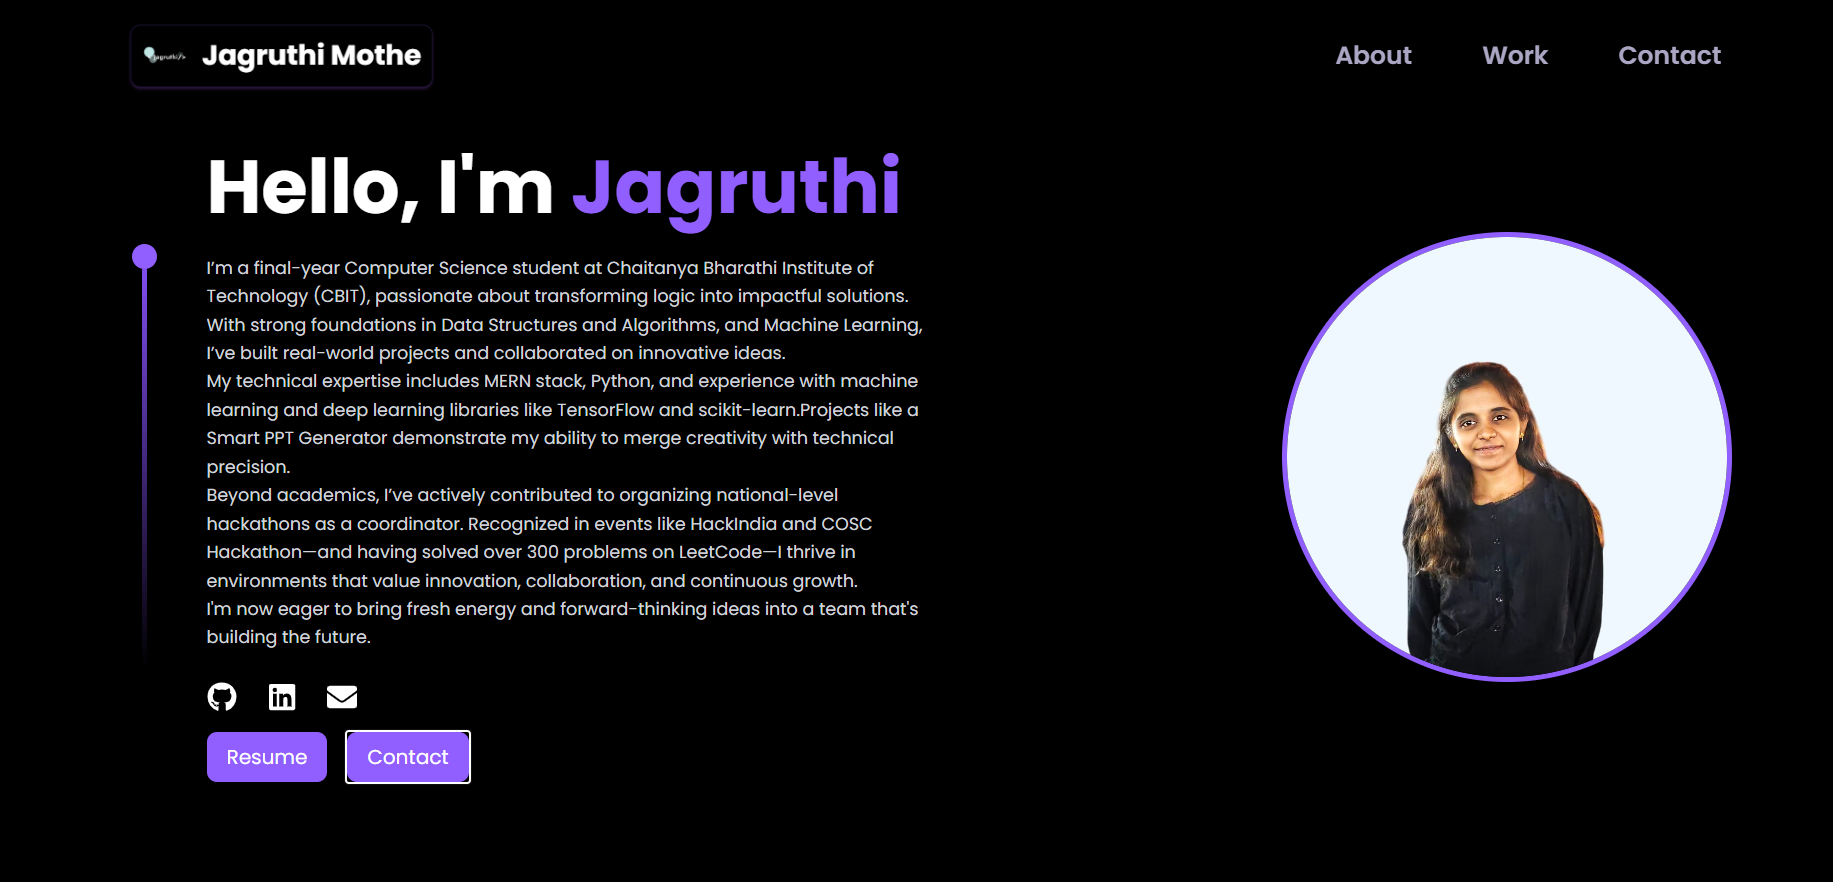 Jagruthi/>
Jagruthi Mothe
About
Work
Contact
Hello, I'm Jagruthi
I’m a final-year Computer Science student at Chaitanya Bharathi Institute of
Technology (CBIT), passionate about transforming logic into impactful solutions.
With strong foundations in Data Structures and Algorithms, and Machine Learning,
I’ve built real-world projects and collaborated on innovative ideas.
My technical expertise includes MERN stack, Python, and experience with machine
learning and deep learning libraries like TensorFlow and scikit-learn.Projects like a
Smart PPT Generator demonstrate my ability to merge creativity with technical
precision.
Beyond academics, I’ve actively contributed to organizing national-level
hackathons as a coordinator. Recognized in events like HackIndia and COSC
Hackathon—and having solved over 300 problems on LeetCode—I thrive in
environments that value innovation, collaboration, and continuous growth.
I'm now eager to bring fresh energy and forward-thinking ideas into a team that's
building the future.
in
Resume
Contact